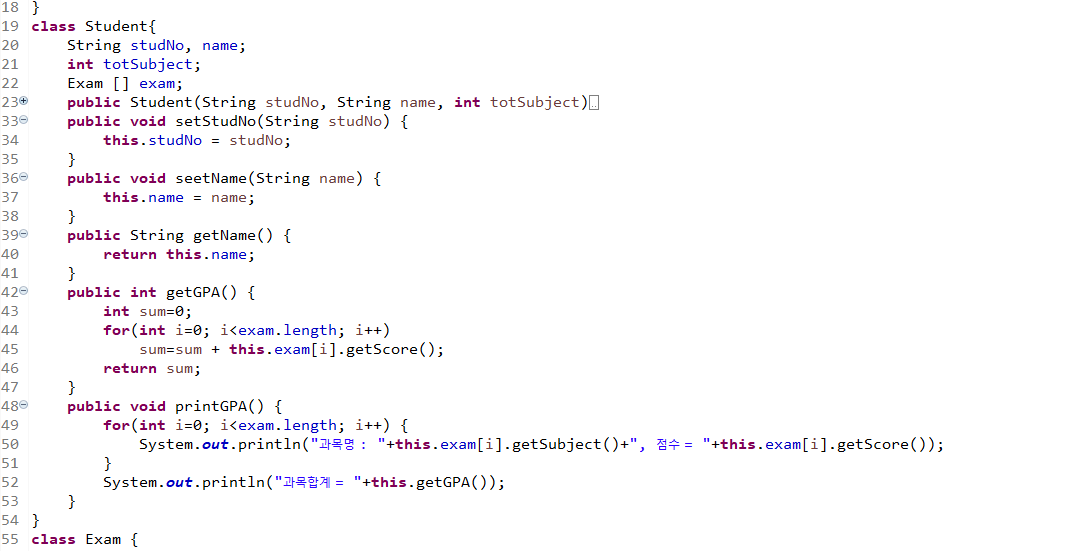 18 }
19 class Student{
20     String studNo, name;
21     int totSubject;
22     Exam [] exam;
23     public Student(String studNo, String name, int totSubject)..
33     public void setStudNo(String studNo) {
34         this.studNo = studNo;
35     }
36     public void seetName(String name) {
37         this.name = name;
38     }
39     public String getName() {
40         return this.name;
41     }
42     public int getGPA() {
43         int sum=0;
44         for(int i=0; i<exam.length; i++)
45             sum=sum + this.exam[i].getScore();
46         return sum;
47     }
48     public void printGPA() {
49         for(int i=0; i<exam.length; i++) {
50             System.out.println("과목명 : "+this.exam[i].getSubject()+", 점수 = "+this.exam[i].getScore());
51         }
52         System.out.println("과목합계 = "+this.getGPA());
53     }
54 }
55 class Exam {